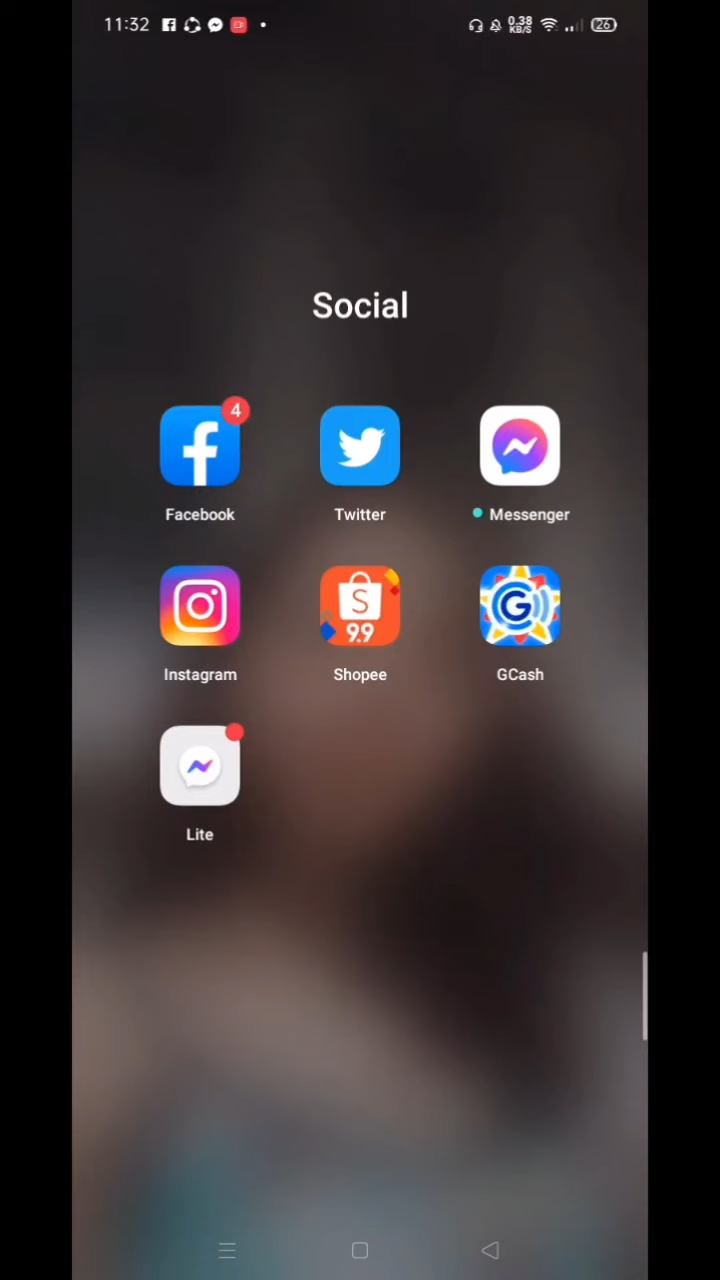 11:32
0.38
KB/S
26
Social
4
Facebook
Twitter
Messenger
S
9.9
G
Instagram
Shopee
GCash
Lite